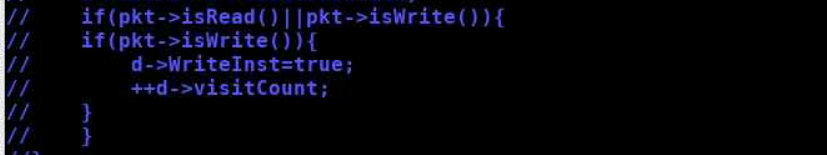 //    if(pkt->isRead()||pkt->isWrite()){
//    if(pkt->isWrite()){
//        d->WriteInst=true;
//        ++d->visitCount;
//    }
//    }